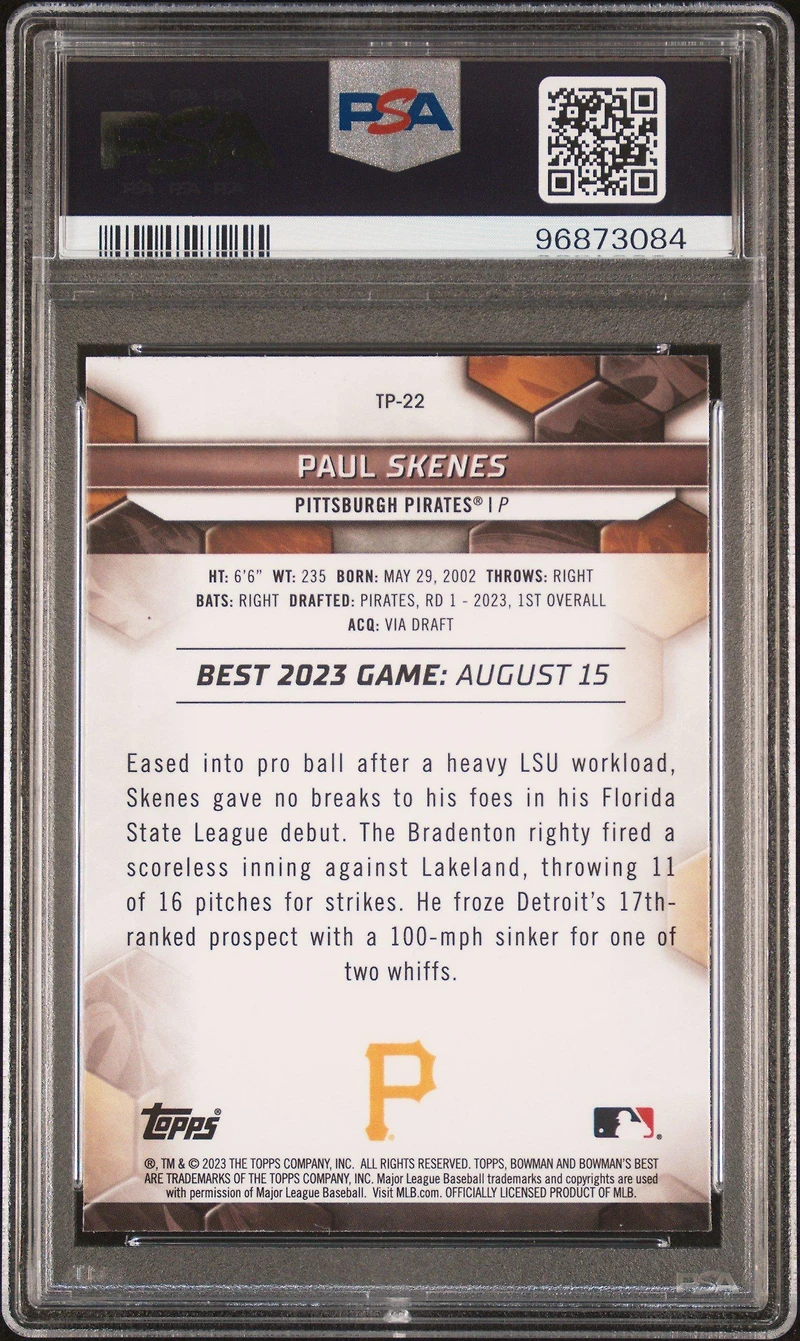 PSA
PSA
96873084
TP-22
PAUL SKENES
PITTSBURGH PIRATES® | P
HT: 6'6" WT: 235 BORN: MAY 29, 2002 THROWS: RIGHT
BATS: RIGHT DRAFTED: PIRATES, RD 1 - 2023, 1ST OVERALL
ACQ: VIA DRAFT
BEST 2023 GAME: AUGUST 15
Eased into pro ball after a heavy LSU workload,
Skenes gave no breaks to his foes in his Florida
State League debut. The Bradenton righty fired a
scoreless inning against Lakeland, throwing 11
of 16 pitches for strikes. He froze Detroit's 17th-
ranked prospect with a 100-mph sinker for one of
two whiffs.
P
Topps®
®, TM & © 2023 THE TOPPS COMPANY, INC. ALL RIGHTS RESERVED. TOPPS, BOWMAN AND BOWMAN'S BEST
ARE TRADEMARKS OF THE TOPPS COMPANY, INC. Major League Baseball trademarks and copyrights are used
with permission of Major League Baseball. Visit MLB.com. OFFICIALLY LICENSED PRODUCT OF MLB.
PSA